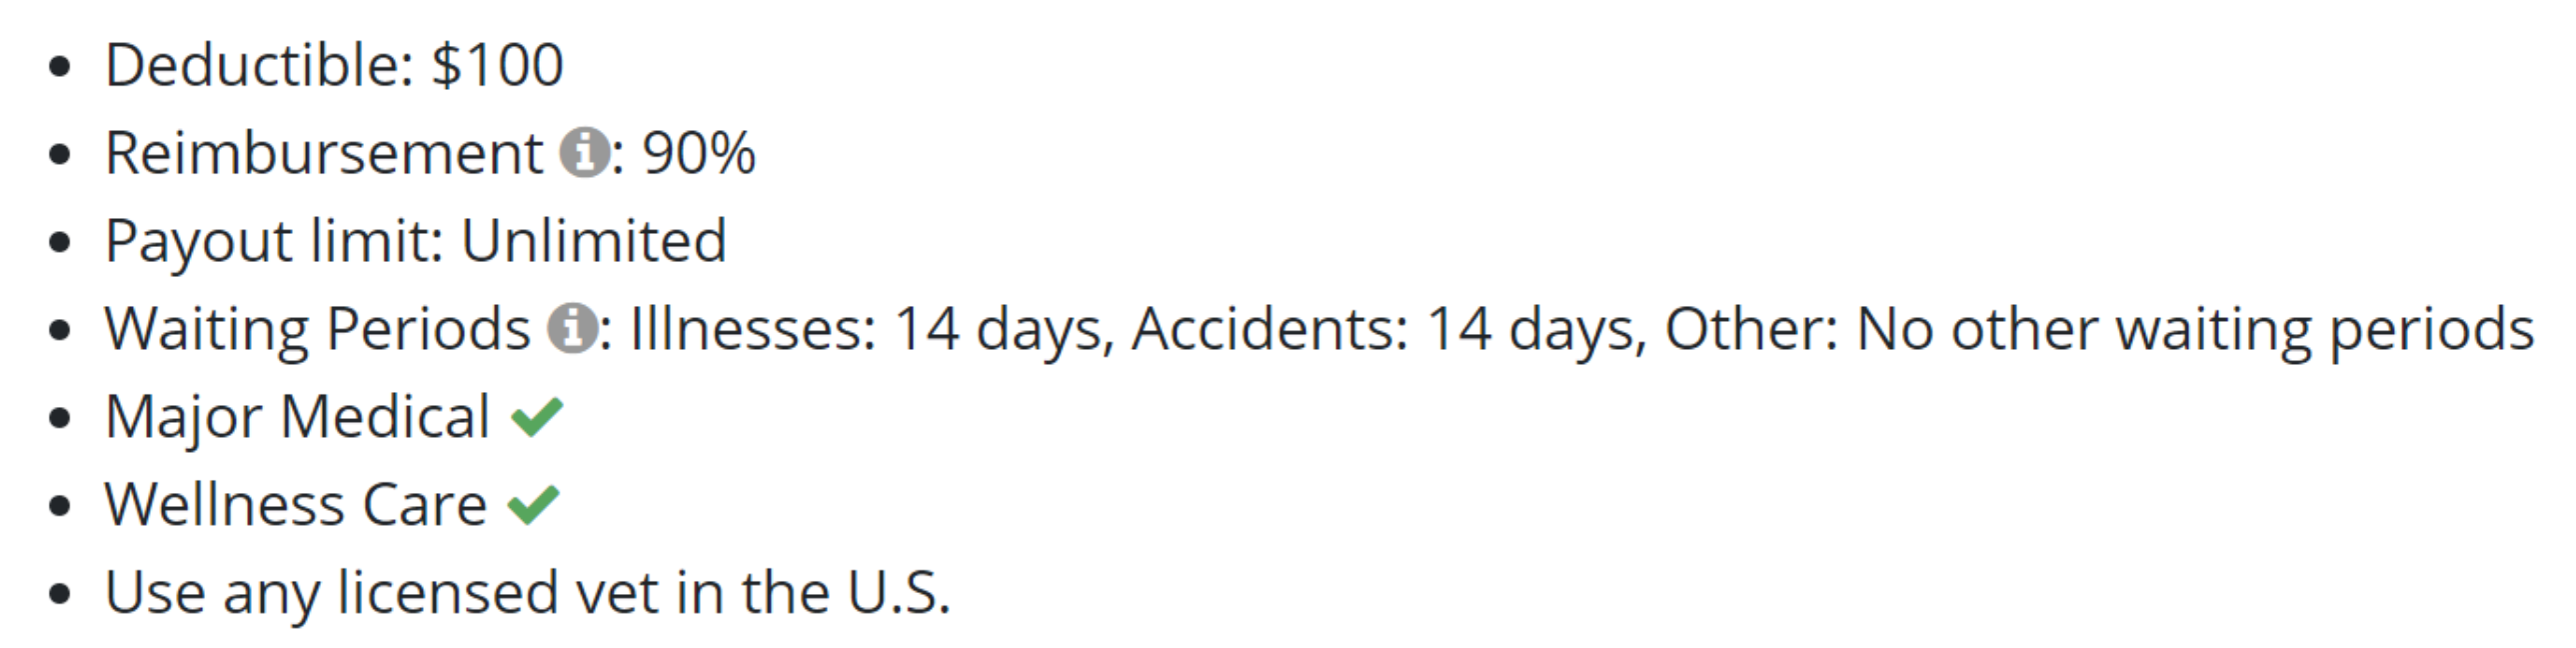 • Deductible: $100
• Reimbursement ℹ: 90%
• Payout limit: Unlimited
• Waiting Periods ℹ: Illnesses: 14 days, Accidents: 14 days, Other: No other waiting periods
• Major Medical ✔
• Wellness Care ✔
• Use any licensed vet in the U.S.